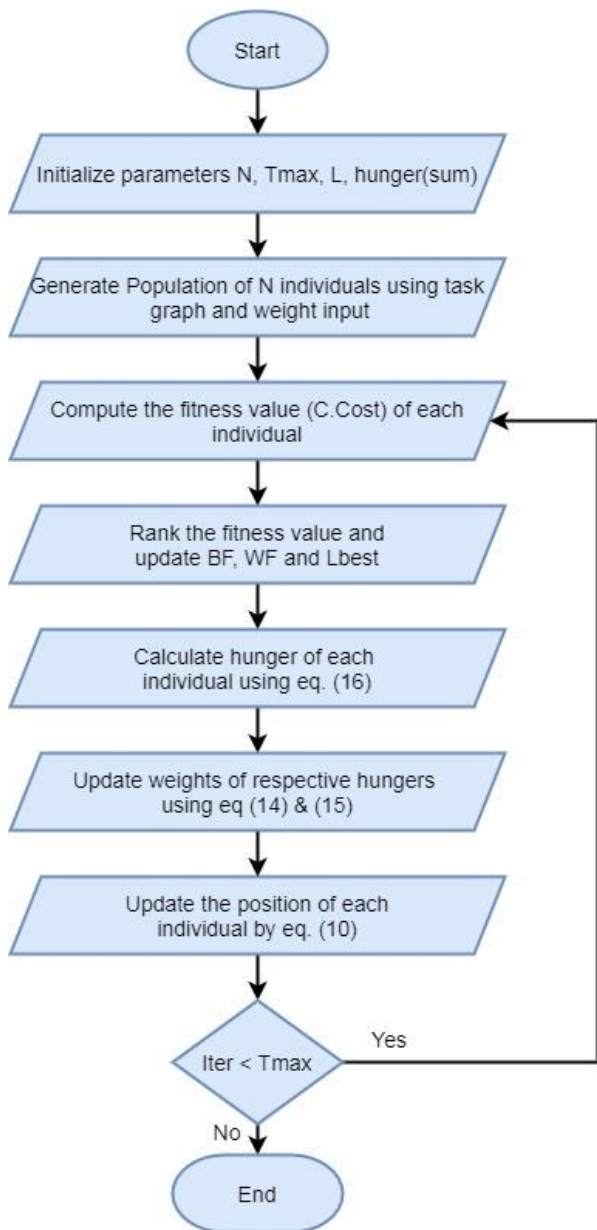 Start
Initialize parameters N, Tmax, L, hunger(sum)
Generate Population of N individuals using task
graph and weight input
Compute the fitness value (C.Cost) of each
individual
Rank the fitness value and
update BF, WF and Lbest
Calculate hunger of each
individual using eq. (16)
Update weights of respective hungers
using eq (14) & (15)
Update the position of each
individual by eq. (10)
Iter < Tmax
Yes
No
End